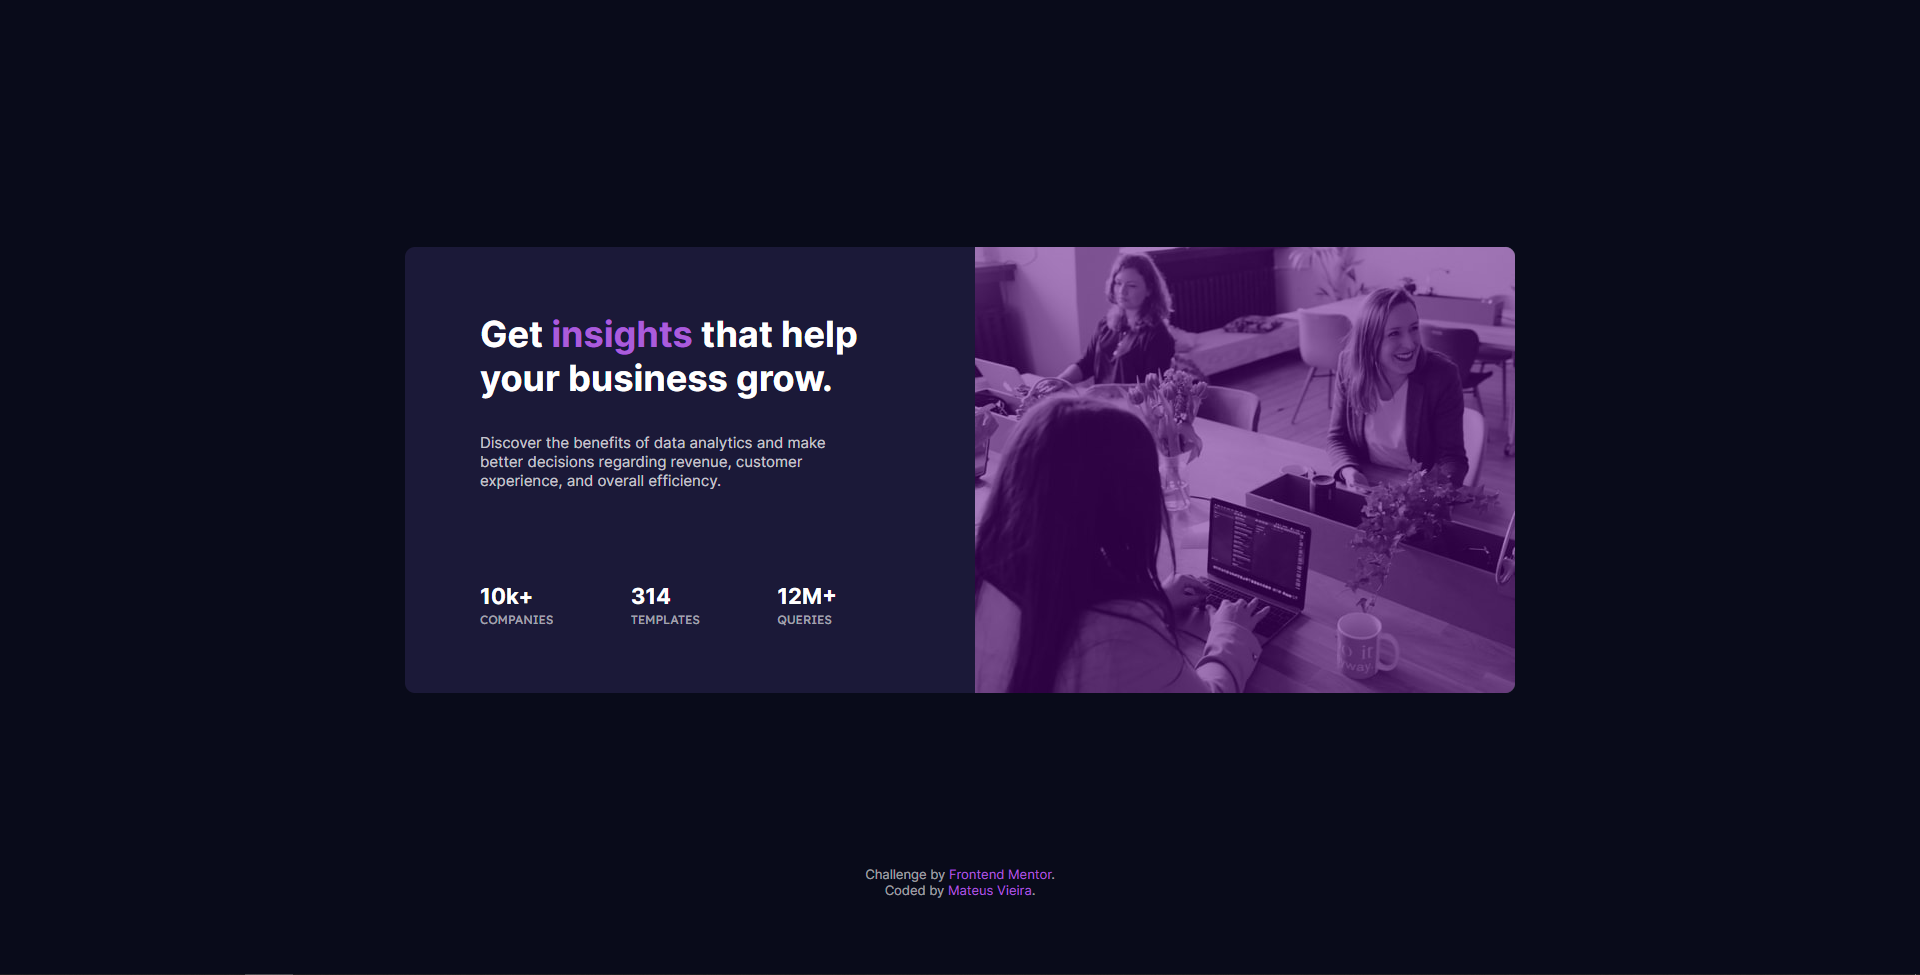 Get insights that help
your business grow.
Discover the benefits of data analytics and make
better decisions regarding revenue, customer
experience, and overall efficiency.
10k+
COMPANIES
314
TEMPLATES
12M+
QUERIES
Challenge by Frontend Mentor.
Coded by Mateus Vieira.